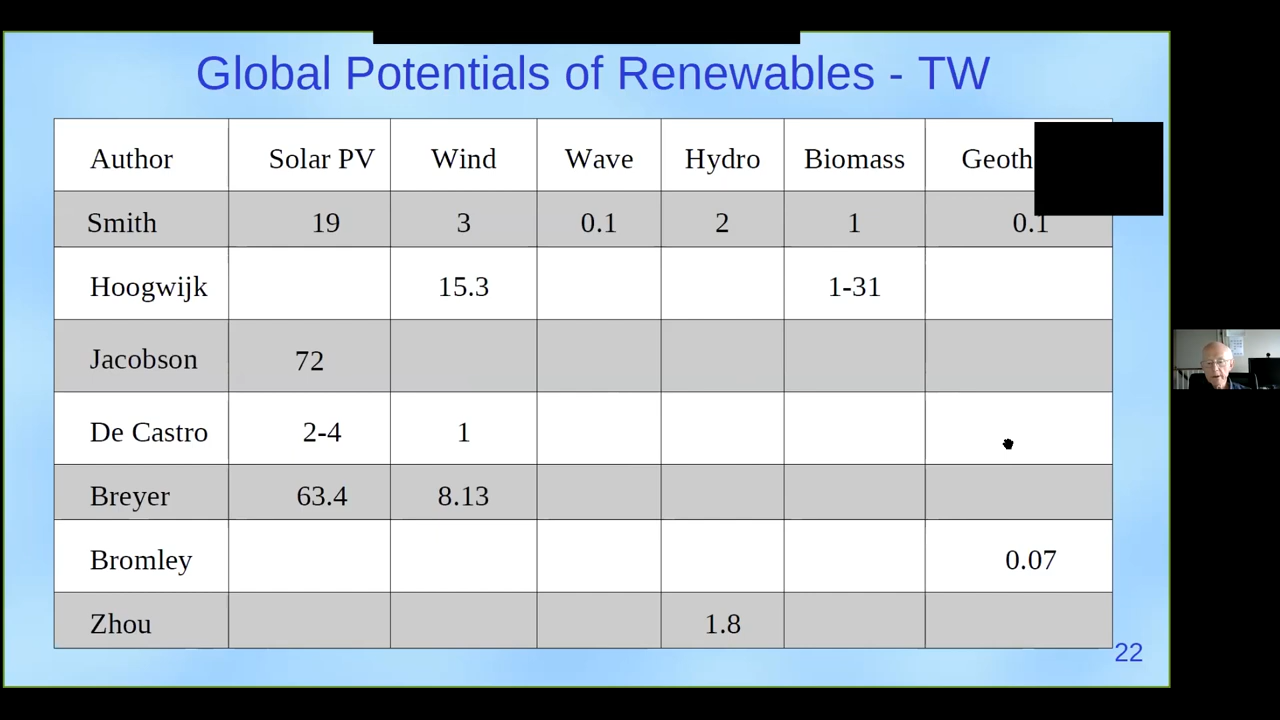 Global Potentials of Renewables - TW
Author Solar PV Wind Wave Hydro Biomass Geoth
Smith 19 3 0.1 2 1 0.1
Hoogwijk 15.3 1-31
Jacobson 72
De Castro 2-4 1
Breyer 63.4 8.13
Bromley 0.07
Zhou 1.8
22